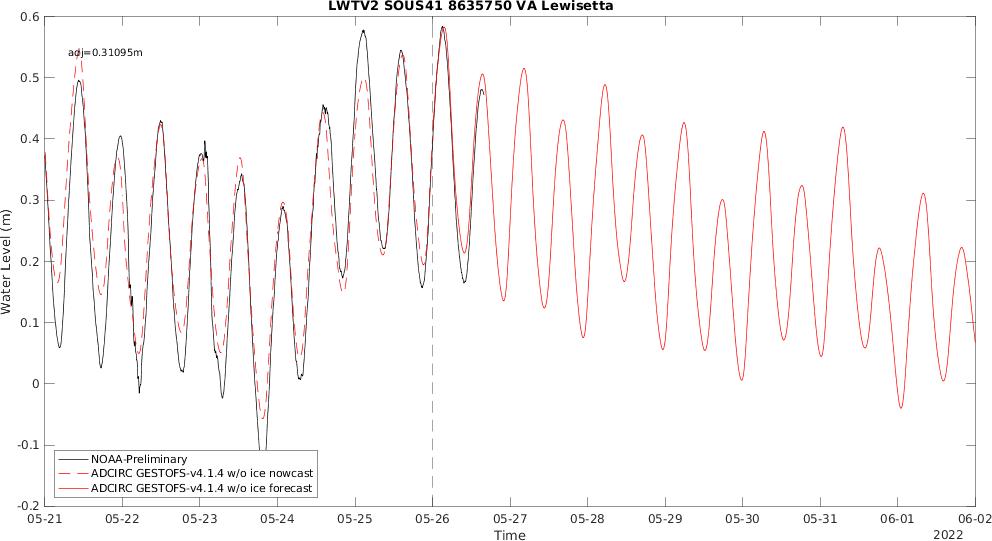 LWTV2 SOUS41 8635750 VA Lewisetta
adj=0.31095m
0.6
0.5
0.4
0.3
0.2
0.1
0
-0.1
-0.2
Water Level (m)
NOAA-Preliminary
ADCIRC GESTOFS-v4.1.4 w/o ice nowcast
ADCIRC GESTOFS-v4.1.4 w/o ice forecast
05-21 05-22 05-23 05-24 05-25 05-26 05-27 05-28 05-29 05-30 05-31 06-01 06-02
Time
2022